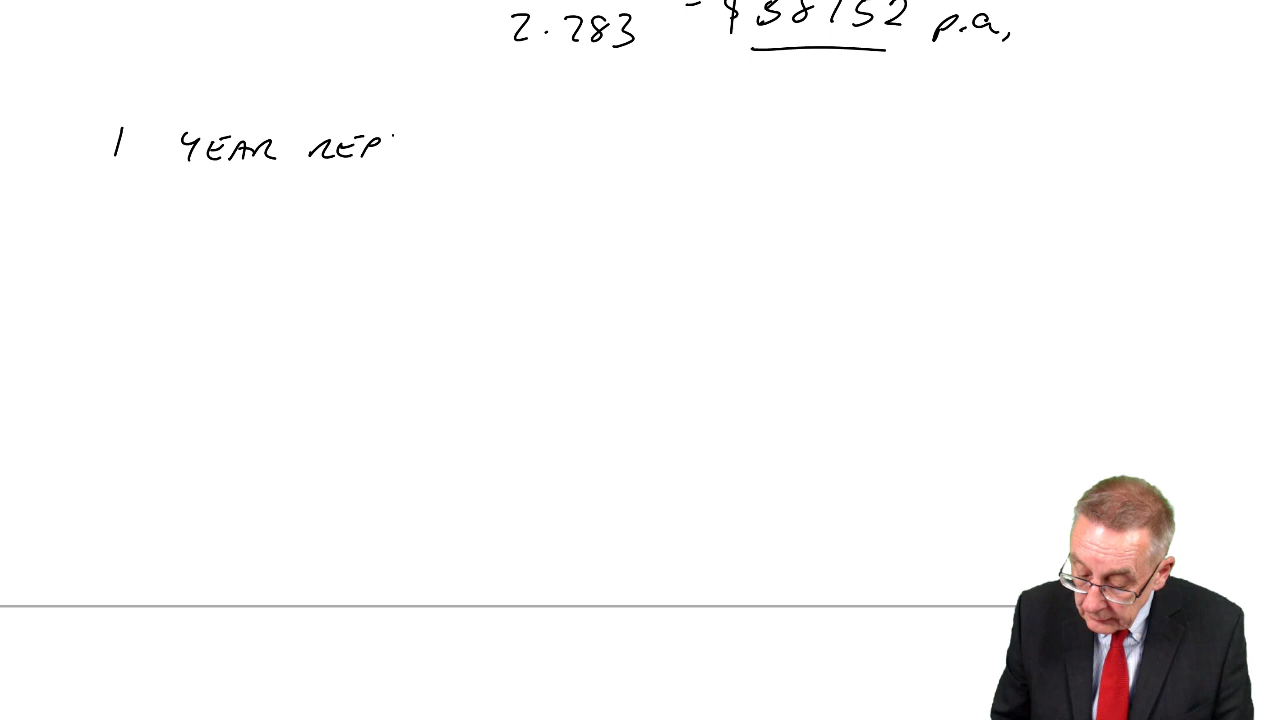 2.283 = $38152 p.a,
1 YEAR REP